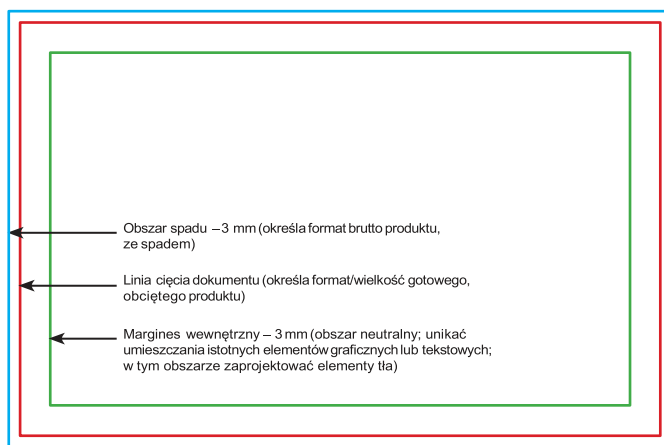 Obszar spadu – 3 mm (określa format brutto produktu,
ze spadem)
Linia cięcia dokumentu (określa format/wielkość gotowego,
obciętego produktu)
Margines wewnętrzny – 3 mm (obszar neutralny; unikać
umieszczania istotnych elementów graficznych lub tekstowych;
w tym obszarze zaprojektować elementy tła)